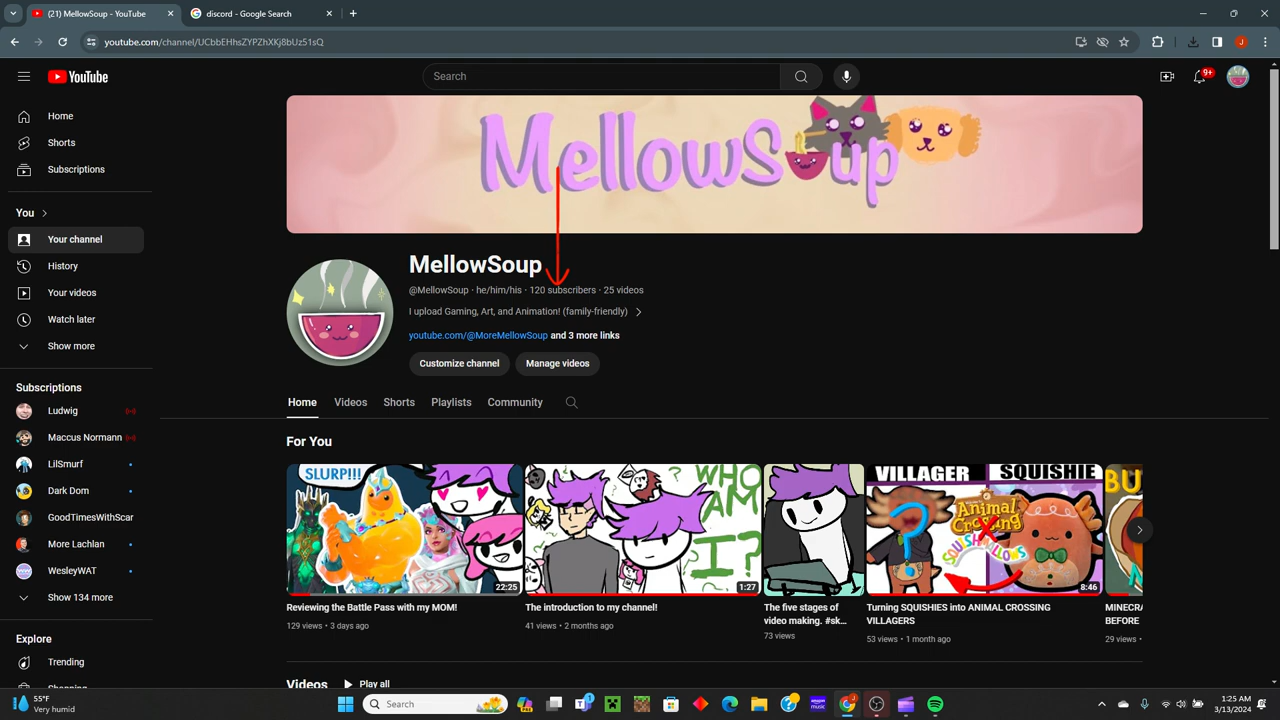 (21) MellowSoup - YouTube
discord - Google Search
youtube.com/channel/UCbbEHhsZYPZhXKj8bUz51sQ
YouTube
Search
9+
Home
Shorts
Subscriptions
You
Your channel
History
Your videos
Watch later
Show more
Subscriptions
Ludwig
Maccus Normann
LilSmurf
Dark Dom
GoodTimesWithScar
More Lachlan
WesleyWAT
Show 134 more
Explore
Trending
MellowSoup
MellowSoup
@MellowSoup · he/him/his · 120 subscribers · 25 videos
I upload Gaming, Art, and Animation! (family-friendly)
youtube.com/@MoreMellowSoup and 3 more links
Customize channel
Manage videos
Home
Videos
Shorts
Playlists
Community
For You
SLURP!!!
22:25
Reviewing the Battle Pass with my MOM!
129 views • 3 days ago
WHO
AM
I?
1:27
The introduction to my channel!
41 views • 2 months ago
The five stages of
video making. #sk...
73 views
VILLAGER
SQUISHIE
Animal
Crossing
SQUISHMALLOWS
8:46
Turning SQUISHIES into ANIMAL CROSSING
VILLAGERS
53 views • 1 month ago
BU
MINECRA
BEFORE
29 views •
Videos
Play all
55°F
Very humid
Search
1
1:25 AM
3/13/2024